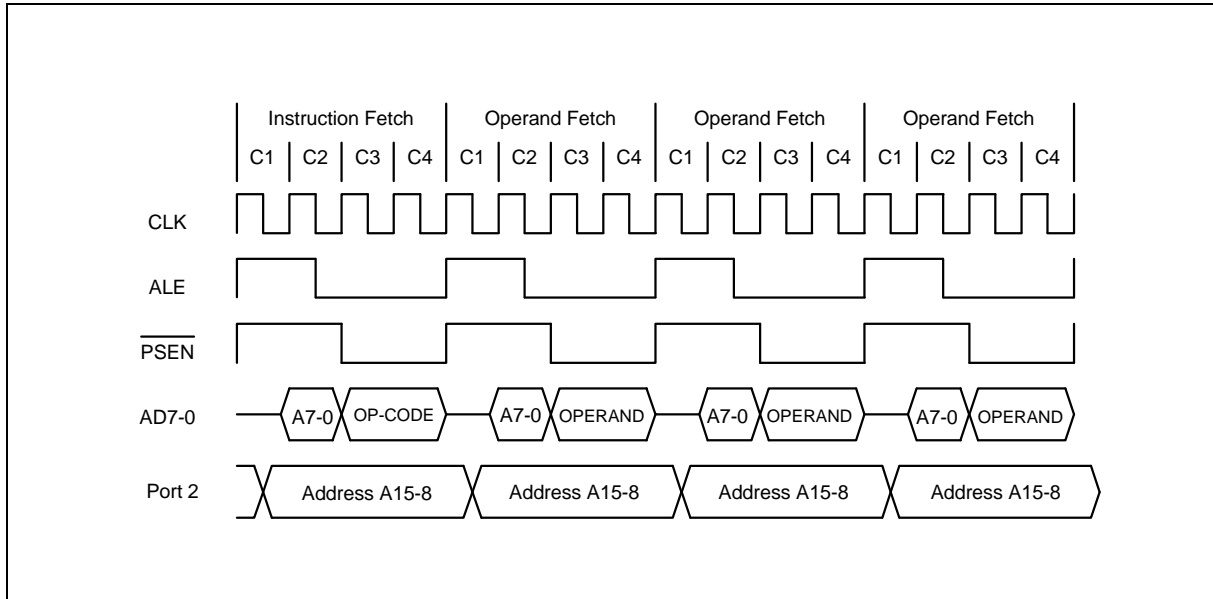 Instruction Fetch Operand Fetch Operand Fetch Operand Fetch
C1 C2 C3 C4 C1 C2 C3 C4 C1 C2 C3 C4 C1 C2 C3 C4
CLK
ALE
PSEN
AD7-0 A7-0 OP-CODE A7-0 OPERAND A7-0 OPERAND A7-0 OPERAND
Port 2 Address A15-8 Address A15-8 Address A15-8 Address A15-8